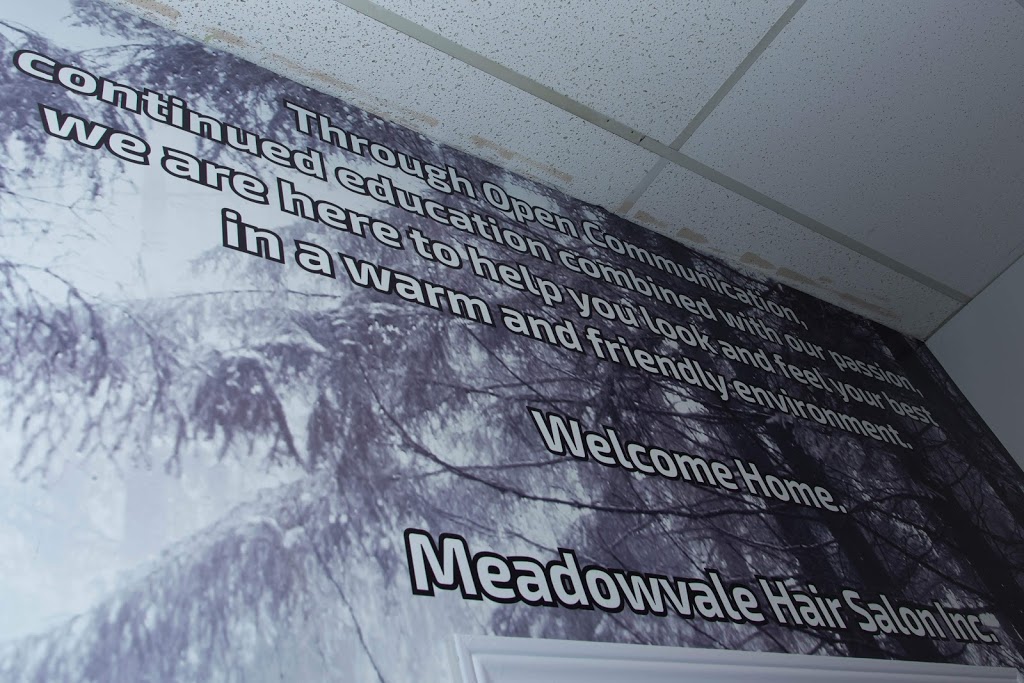 Through Open Communication,
continued education combined with our passion,
we are here to help you look and feel your best
in a warm and friendly environment.
Welcome Home.
Meadowvale Hair Salon Inc.